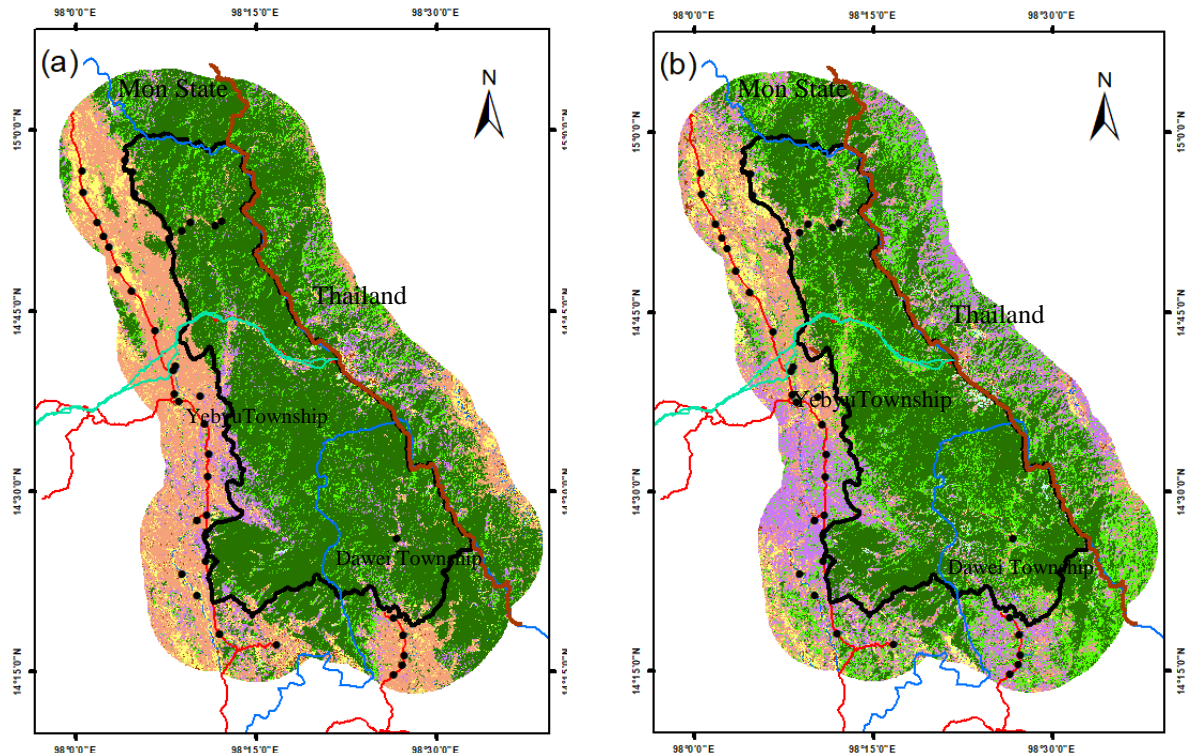 98°0'0"E 98°15'0"E 98°30'0"E 98°0'0"E 98°15'0"E 98°30'0"E
(a) (b)
N N
Mon State Mon State
15°0'0"N 15°0'0"N 15°0'0"N 15°0'0"N
Thailand Thailand
14°45'0"N 14°45'0"N 14°45'0"N 14°45'0"N
YebyuTownship YebyuTownship
14°30'0"N 14°30'0"N 14°30'0"N 14°30'0"N
Dawei Township Dawei Township
14°15'0"N 14°15'0"N 14°15'0"N 14°15'0"N
98°0'0"E 98°15'0"E 98°30'0"E 98°0'0"E 98°15'0"E 98°30'0"E